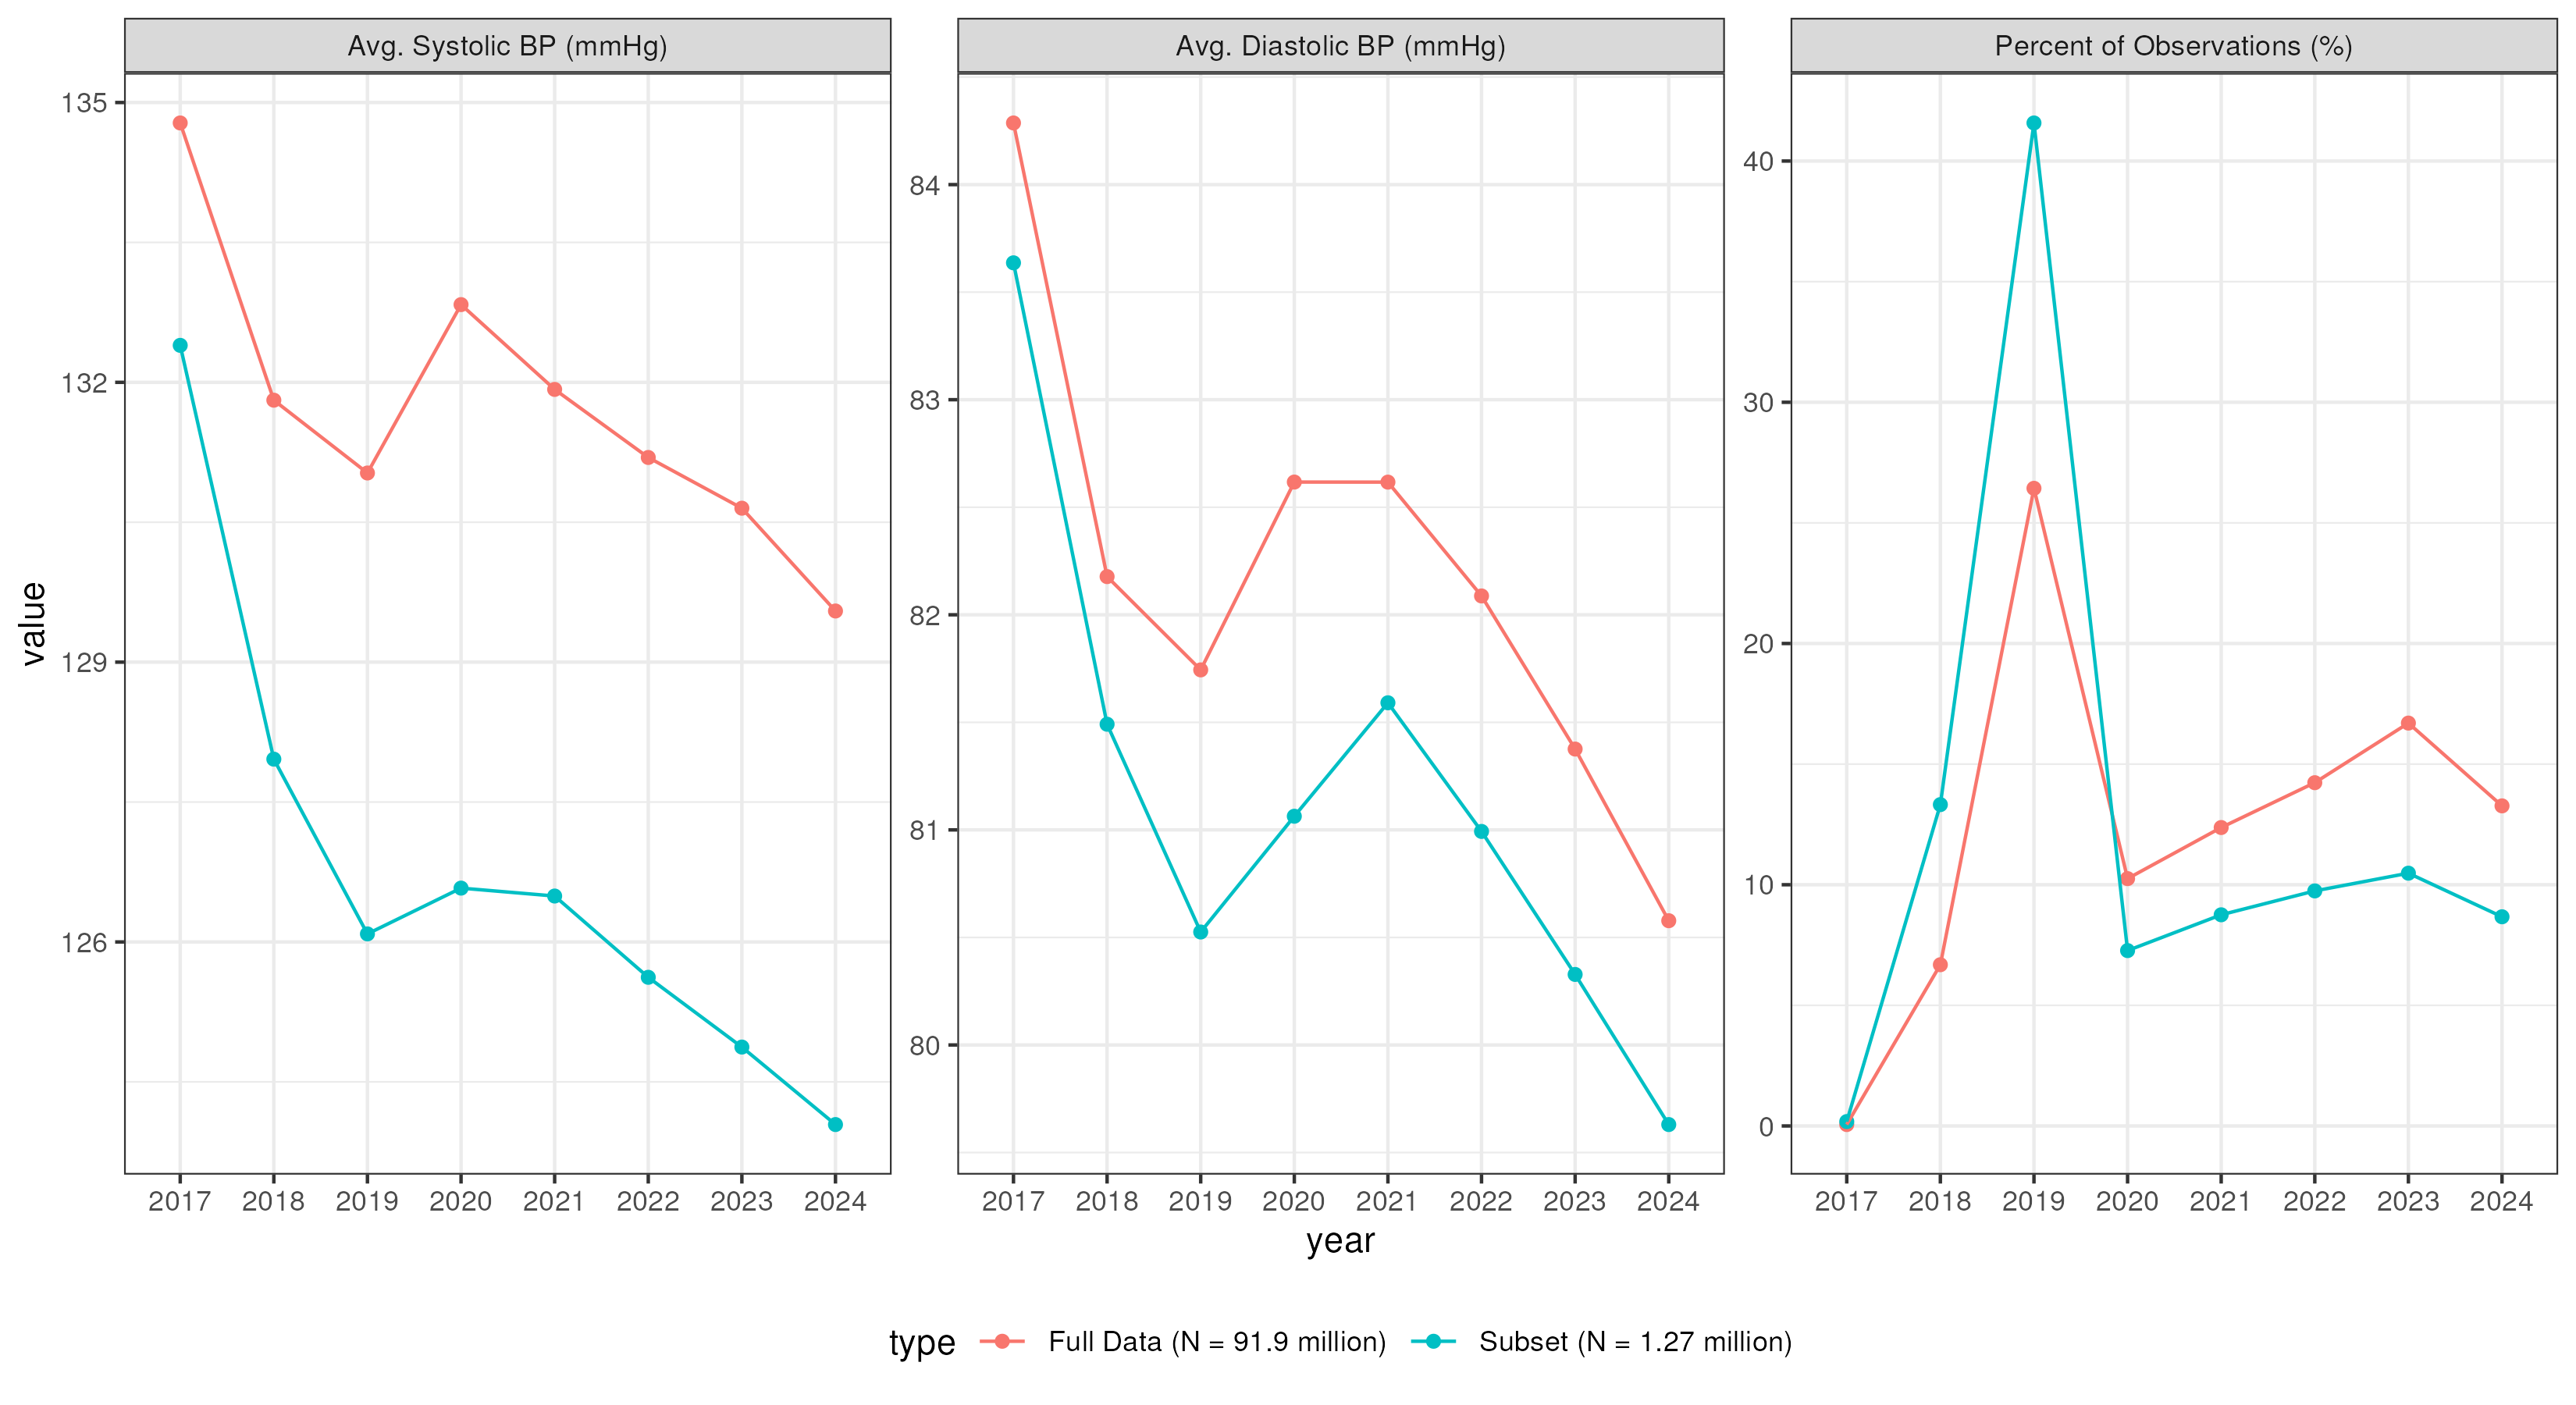 Avg. Systolic BP (mmHg)
Avg. Diastolic BP (mmHg)
Percent of Observations (%)
value
135
132
129
126
84
83
82
81
80
40
30
20
10
0
2017 2018 2019 2020 2021 2022 2023 2024
2017 2018 2019 2020 2021 2022 2023 2024
2017 2018 2019 2020 2021 2022 2023 2024
year
type Full Data (N = 91.9 million) Subset (N = 1.27 million)